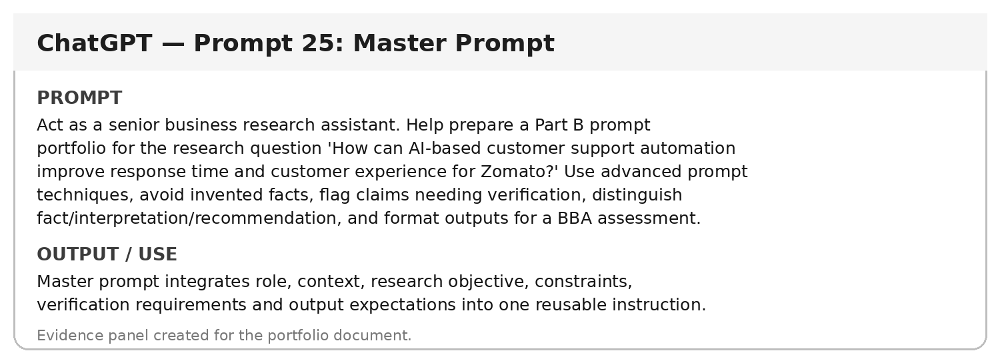 ChatGPT — Prompt 25: Master Prompt
PROMPT
Act as a senior business research assistant. Help prepare a Part B prompt
portfolio for the research question 'How can AI-based customer support automation
improve response time and customer experience for Zomato?' Use advanced prompt
techniques, avoid invented facts, flag claims needing verification, distinguish
fact/interpretation/recommendation, and format outputs for a BBA assessment.
OUTPUT / USE
Master prompt integrates role, context, research objective, constraints,
verification requirements and output expectations into one reusable instruction.
Evidence panel created for the portfolio document.